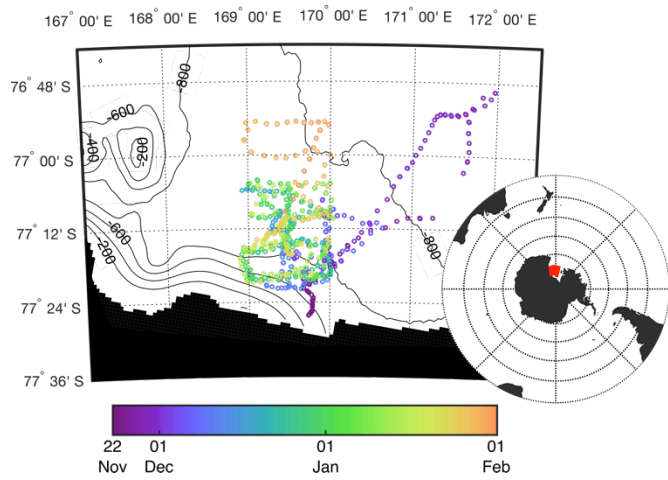 167° 00' E 168° 00' E 169° 00' E 170° 00' E 171° 00' E 172° 00' E
76° 48' S
77° 00' S
77° 12' S
77° 24' S
77° 36' S
-800
-600
-400
-200
-600
-200
-800
22 01 01 01
Nov Dec Jan Feb